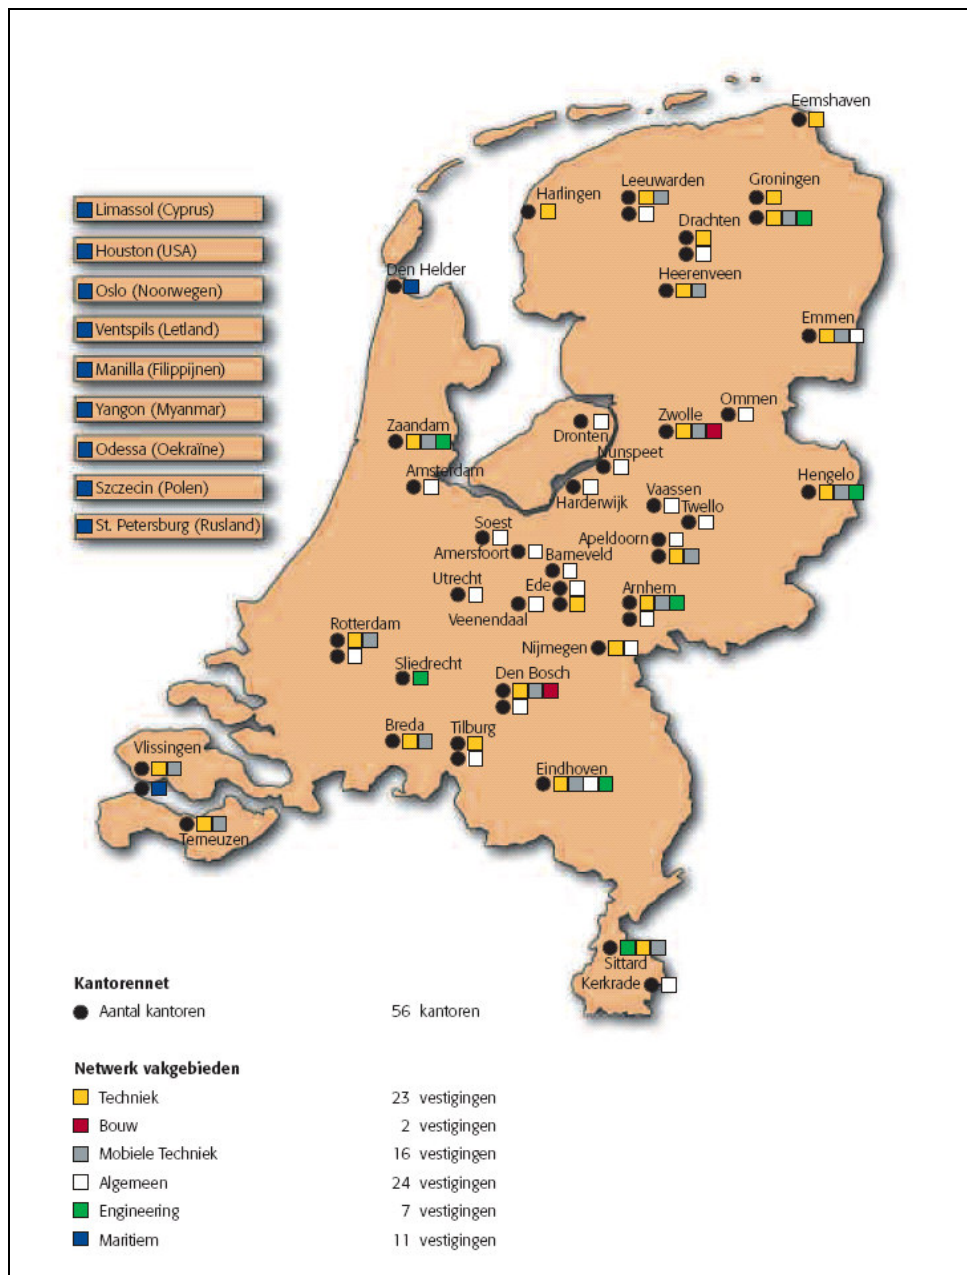 Eemshaven
Harlingen
Leeuwarden
Groningen
Drachten
Heerenveen
Limassol (Cyprus)
Houston (USA)
Oslo (Noorwegen)
Ventspils (Letland)
Manilla (Filippijnen)
Yangon (Myanmar)
Odessa (Oekraïne)
Szczecin (Polen)
St. Petersburg (Rusland)
Den Helder
Emmen
Ommen
Zwolle
Zaandam
Dronten
Nunspeet
Amsterdam
Harderwijk
Hengelo
Vaassen
Twello
Soest
Apeldoorn
Amersfoort
Barneveld
Utrecht
Ede
Arnhem
Veenendaal
Rotterdam
Nijmegen
Sliedrecht
Den Bosch
Breda
Tilburg
Vlissingen
Eindhoven
Terneuzen
Sittard
Kerkrade
Kantorennet
Aantal kantoren 56 kantoren
Netwerk vakgebieden
Techniek 23 vestigingen
Bouw 2 vestigingen
Mobiele Techniek 16 vestigingen
Algemeen 24 vestigingen
Engineering 7 vestigingen
Maritiem 11 vestigingen